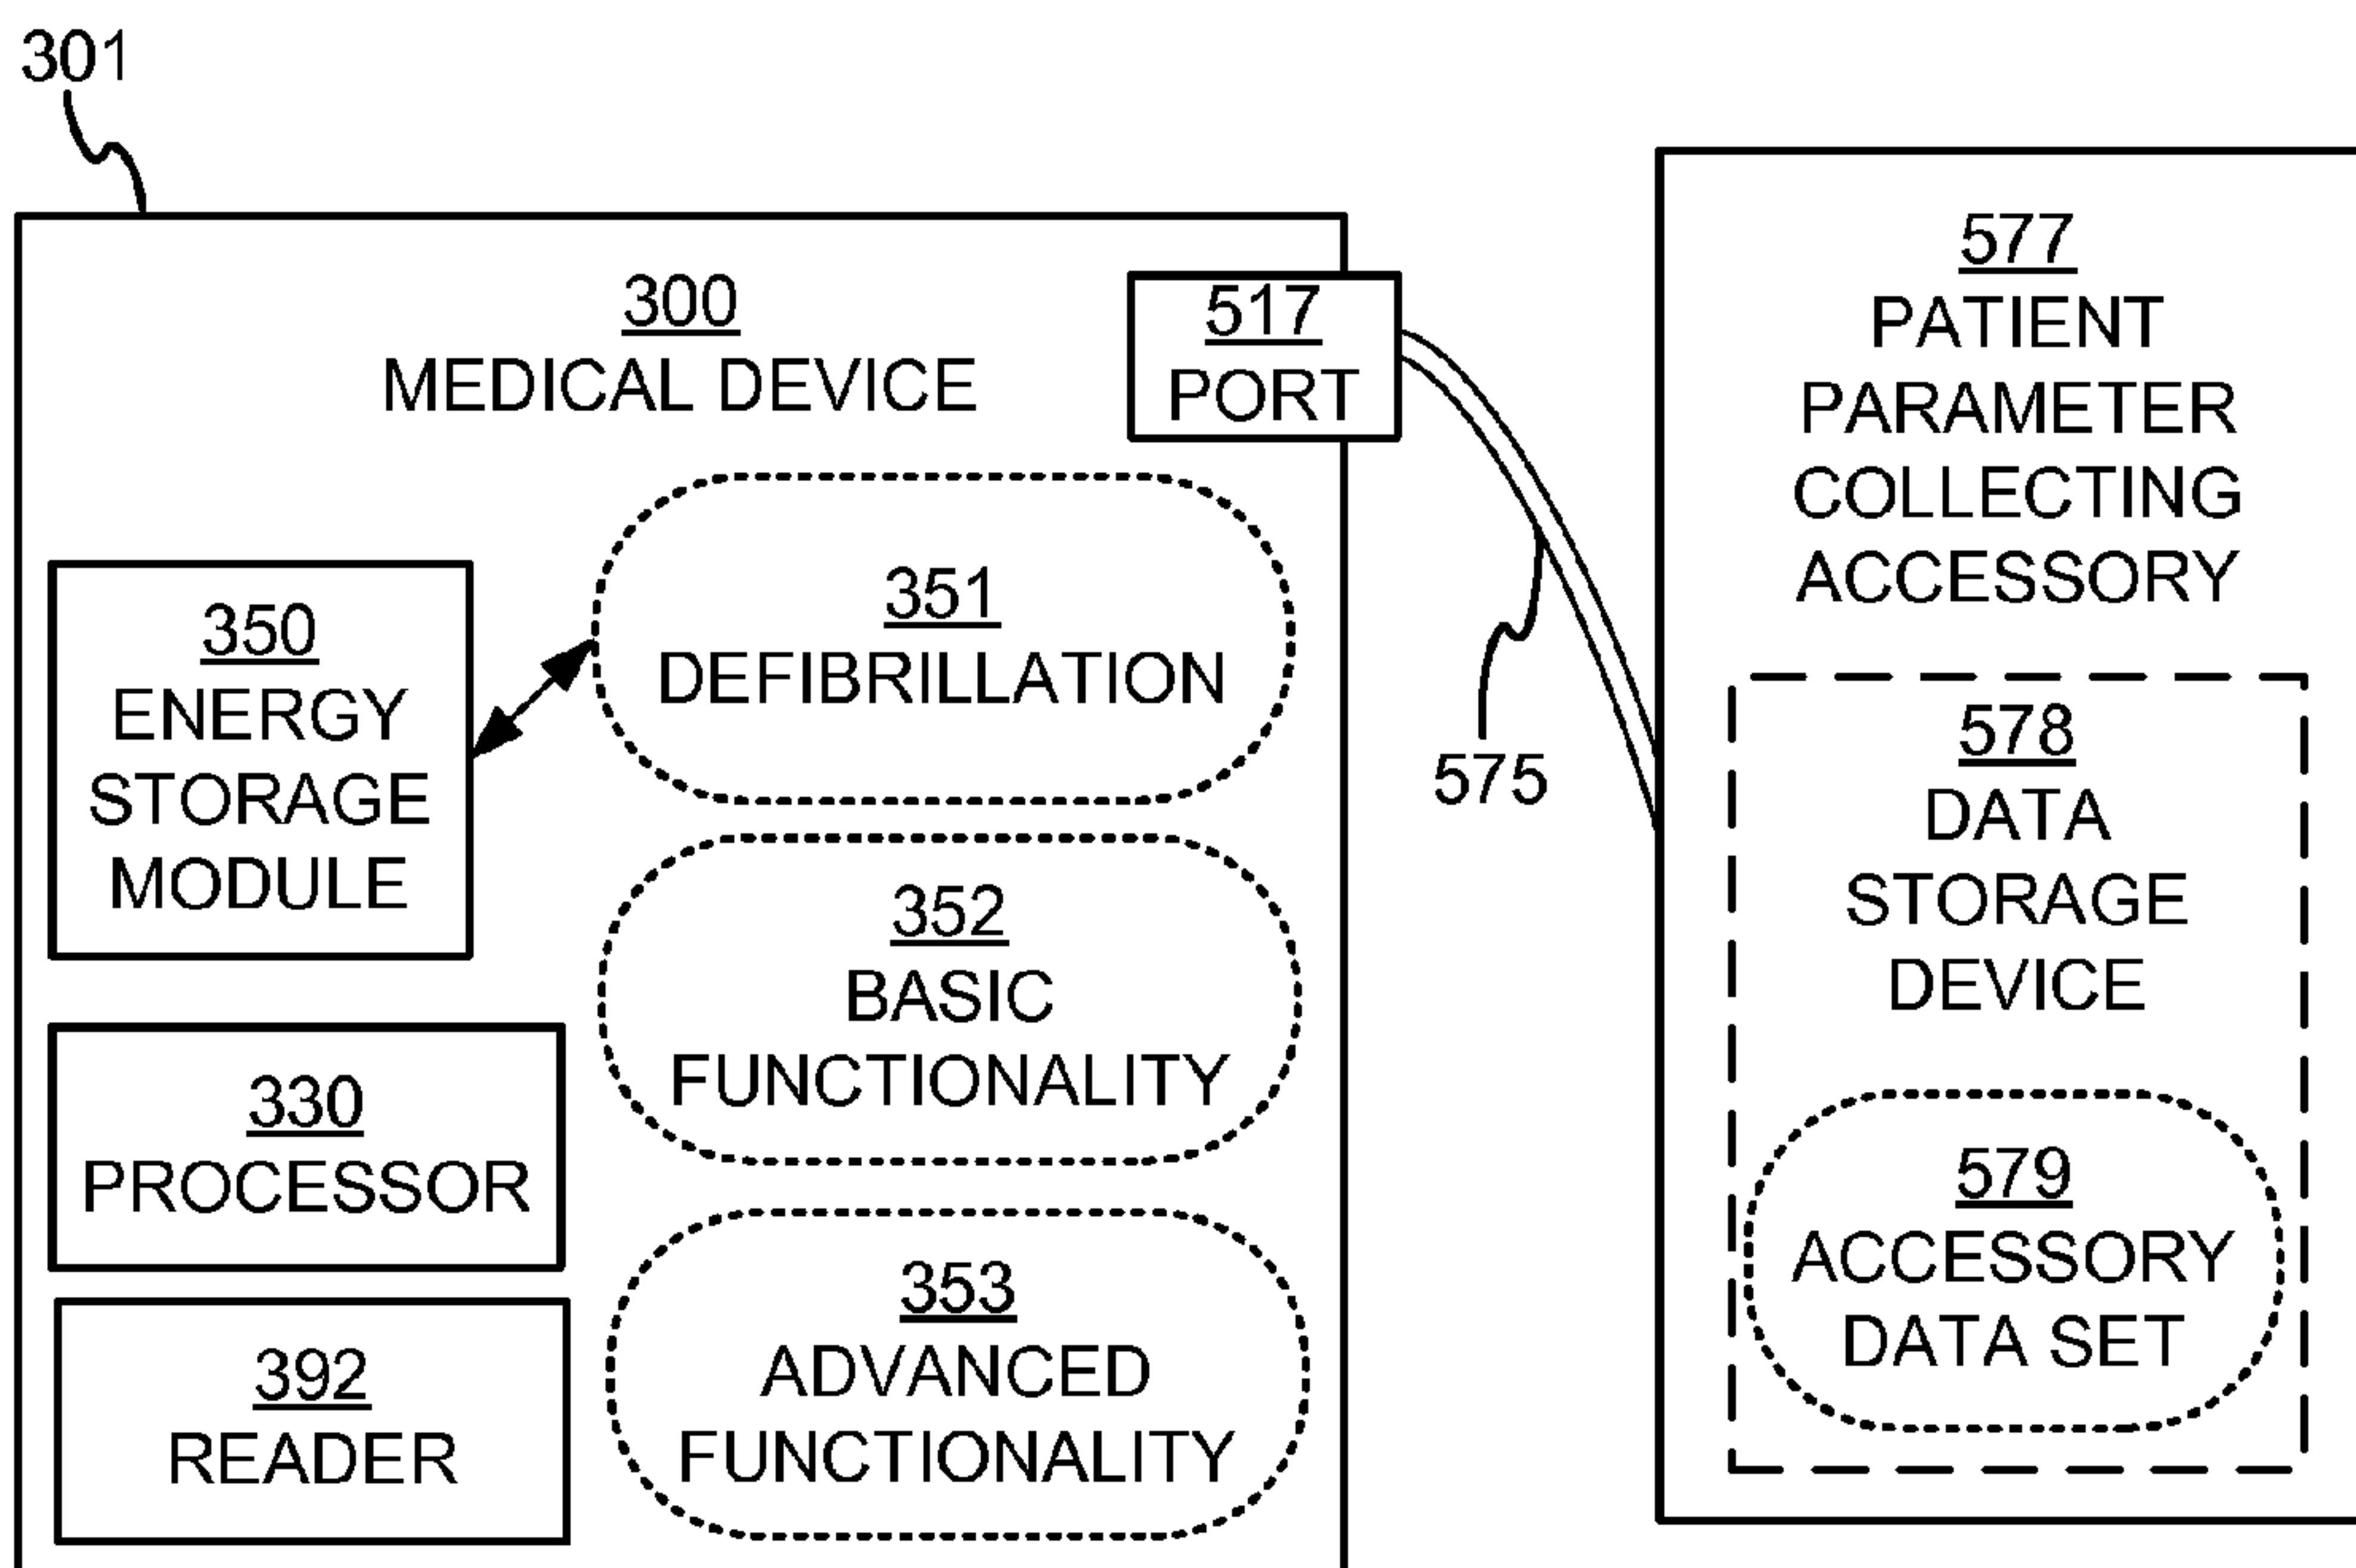 301
300
MEDICAL DEVICE
517
PORT
351
DEFIBRILLATION
350
ENERGY
STORAGE
MODULE
352
BASIC
FUNCTIONALITY
330
PROCESSOR
353
ADVANCED
FUNCTIONALITY
392
READER
575
577
PATIENT
PARAMETER
COLLECTING
ACCESSORY
578
DATA
STORAGE
DEVICE
579
ACCESSORY
DATA SET